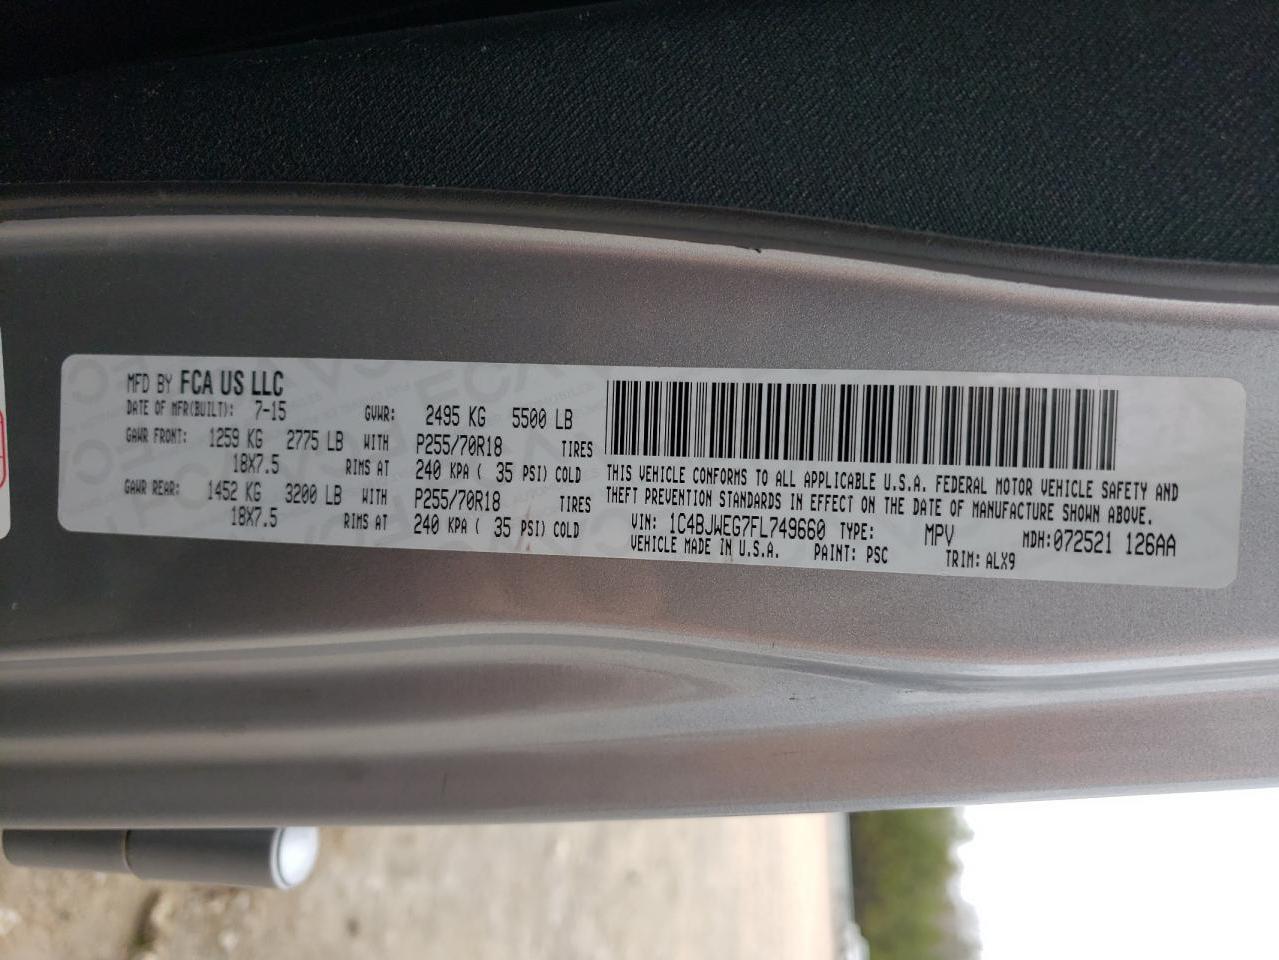 MFD BY FCA US LLC
DATE OF MFR(BUILT): 7-15 GVWR: 2495 KG 5500 LB
GAWR FRONT: 1259 KG 2775 LB WITH P255/70R18 TIRES
18X7.5 RIMS AT 240 KPA ( 35 PSI) COLD
GAWR REAR: 1452 KG 3200 LB WITH P255/70R18 TIRES
18X7.5 RIMS AT 240 KPA ( 35 PSI) COLD
THIS VEHICLE CONFORMS TO ALL APPLICABLE U.S.A. FEDERAL MOTOR VEHICLE SAFETY AND
THEFT PREVENTION STANDARDS IN EFFECT ON THE DATE OF MANUFACTURE SHOWN ABOVE.
VIN: 1C4BJWEG7FL749660 TYPE: MPV MDH:072521 126AA
VEHICLE MADE IN U.S.A. PAINT: PSC TRIM: ALX9